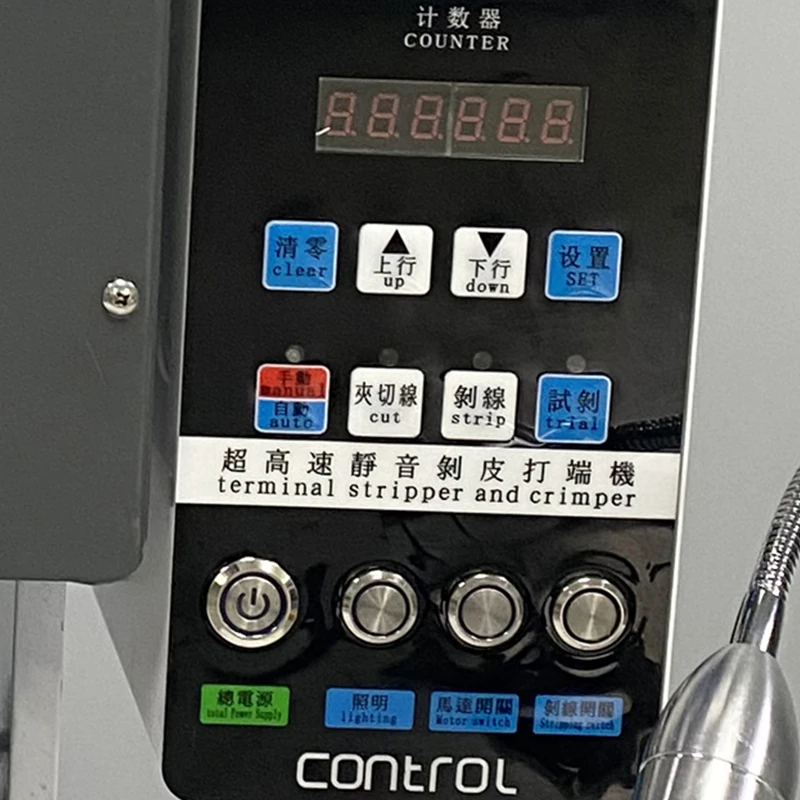 计数器
COUNTER
清零
clear
上行
up
下行
down
设置
SET
手動
manual
自動
auto
夾切線
cut
剝線
strip
試剝
trial
超高速靜音剝皮打端機
terminal stripper and crimper
總電源
total Power Supply
照明
lighting
馬達開關
Motor switch
剝線開關
Stripping switch
control